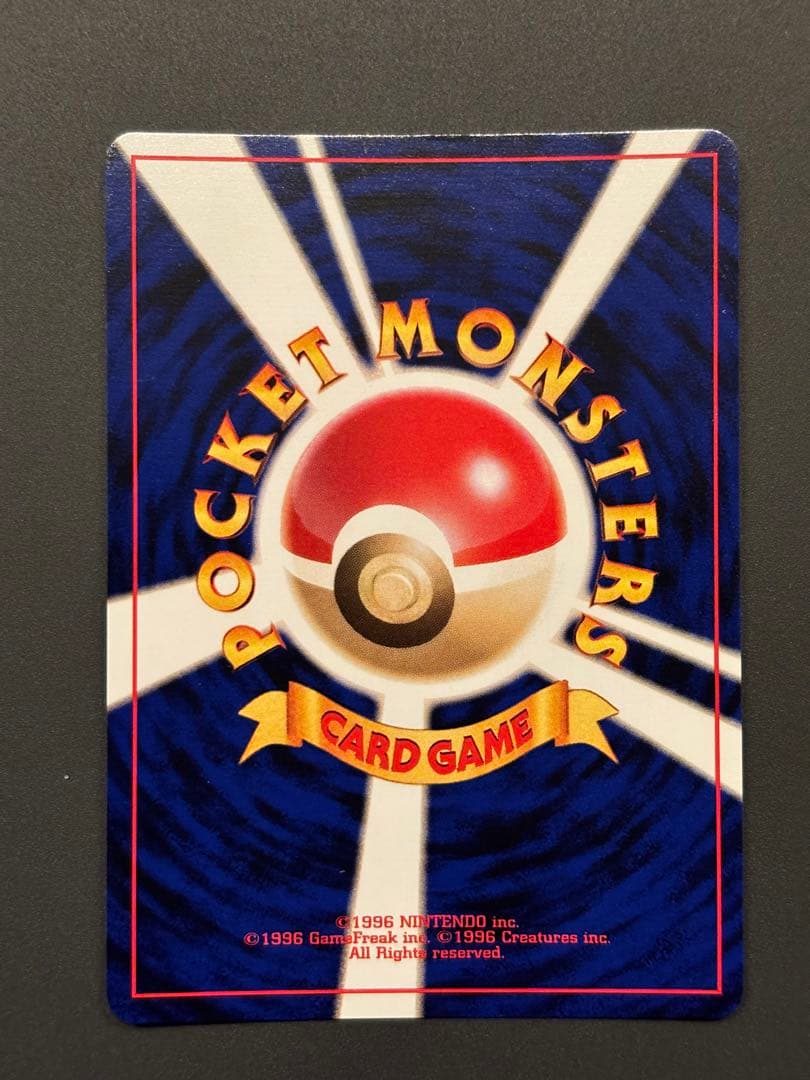 POCKET MONSTERS
CARD GAME
©1996 NINTENDO inc.
©1996 GameFreak inc. ©1996 Creatures inc.
All Rights reserved.